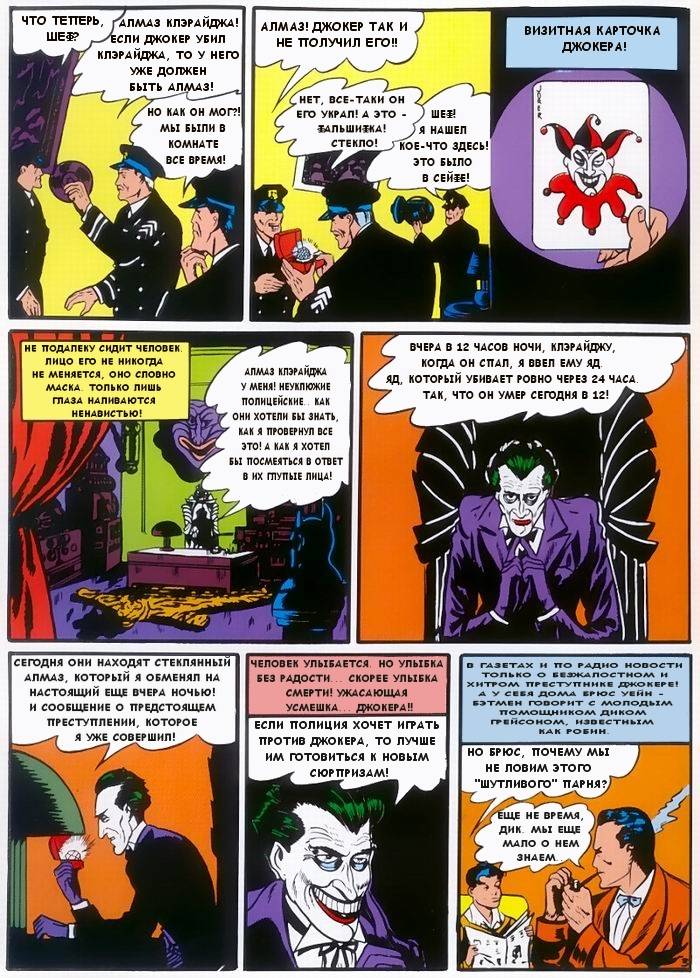 ЧТО ТЕПЕРЬ,
ШЕФ?
АЛМАЗ КЛЭРАЙДЖА!
ЕСЛИ ДЖОКЕР УБИЛ
КЛЭРАЙДЖА, ТО У НЕГО
УЖЕ ДОЛЖЕН
БЫТЬ АЛМАЗ!
НО КАК ОН МОГ?!
МЫ БЫЛИ В
КОМНАТЕ
ВСЕ ВРЕМЯ!
АЛМАЗ! ДЖОКЕР ТАК И
НЕ ПОЛУЧИЛ ЕГО!!
НЕТ, ВСЕ-ТАКИ ОН
ЕГО УКРАЛ! А ЭТО -
ФАЛЬШИФКА!
СТЕКЛО!
ШЕФ!
Я НАШЕЛ
КОЕ-ЧТО ЗДЕСЬ!
ЭТО БЫЛО
В СЕЙФЕ!
ВИЗИТНАЯ КАРТОЧКА
ДЖОКЕРА!
JOKER
НЕ ПОДАЛЕКУ СИДИТ ЧЕЛОВЕК.
ЛИЦО ЕГО НЕ НИКОГДА
НЕ МЕНЯЕТСЯ, ОНО СЛОВНО
МАСКА. ТОЛЬКО ЛИШЬ
ГЛАЗА НАЛИВАЮТСЯ
НЕНАВИСТЬЮ!
АЛМАЗ КЛЭРАЙДЖА
У МЕНЯ! НЕУКЛЮЖИЕ
ПОЛИЦЕЙСКИЕ.. КАК
ОНИ ХОТЕЛИ БЫ ЗНАТЬ,
КАК Я ПРОВЕРНУЛ ВСЕ
ЭТО! А КАК Я ХОТЕЛ
БЫ ПОСМЕЯТЬСЯ В ОТВЕТ
В ИХ ГЛУПЫЕ ЛИЦА!
ВЧЕРА В 12 ЧАСОВ НОЧИ, КЛЭРАЙДЖУ,
КОГДА ОН СПАЛ, Я ВВЕЛ ЕМУ ЯД.
ЯД, КОТОРЫЙ УБИВАЕТ РОВНО ЧЕРЕЗ 24 ЧАСА.
ТАК, ЧТО ОН УМЕР СЕГОДНЯ В 12!
СЕГОДНЯ ОНИ НАХОДЯТ СТЕКЛЯННЫЙ
АЛМАЗ, КОТОРЫЙ Я ОБМЕНЯЛ НА
НАСТОЯЩИЙ ЕЩЕ ВЧЕРА НОЧЬЮ!
И СООБЩЕНИЕ О ПРЕДСТОЯЩЕМ
ПРЕСТУПЛЕНИИ, КОТОРОЕ
Я УЖЕ СОВЕРШИЛ!
ЧЕЛОВЕК УЛЫБАЕТСЯ. НО УЛЫБКА
БЕЗ РАДОСТИ... СКОРЕЕ УЛЫБКА
СМЕРТИ! УЖАСАЮЩАЯ
УСМЕШКА... ДЖОКЕРА!!
ЕСЛИ ПОЛИЦИЯ ХОЧЕТ ИГРАТЬ
ПРОТИВ ДЖОКЕРА, ТО ЛУЧШЕ
ИМ ГОТОВИТЬСЯ К НОВЫМ
СЮРПРИЗАМ!
В ГАЗЕТАХ И ПО РАДИО НОВОСТИ
ТОЛЬКО О БЕЗЖАЛОСТНОМ И
ХИТРОМ ПРЕСТУПНИКЕ ДЖОКЕРЕ!
А У СЕБЯ ДОМА БРЮС УЕЙН -
БЭТМЕН ГОВОРИТ С МОЛОДЫМ
ПОМОЩНИКОМ ДИКОМ
ГРЕЙСОНОМ, ИЗВЕСТНЫМ
КАК РОБИН.
НО БРЮС, ПОЧЕМУ МЫ
НЕ ЛОВИМ ЭТОГО
"ШУТЛИВОГО" ПАРНЯ?
ЕЩЕ НЕ ВРЕМЯ,
ДИК. МЫ ЕЩЕ
МАЛО О НЕМ
ЗНАЕМ...
3